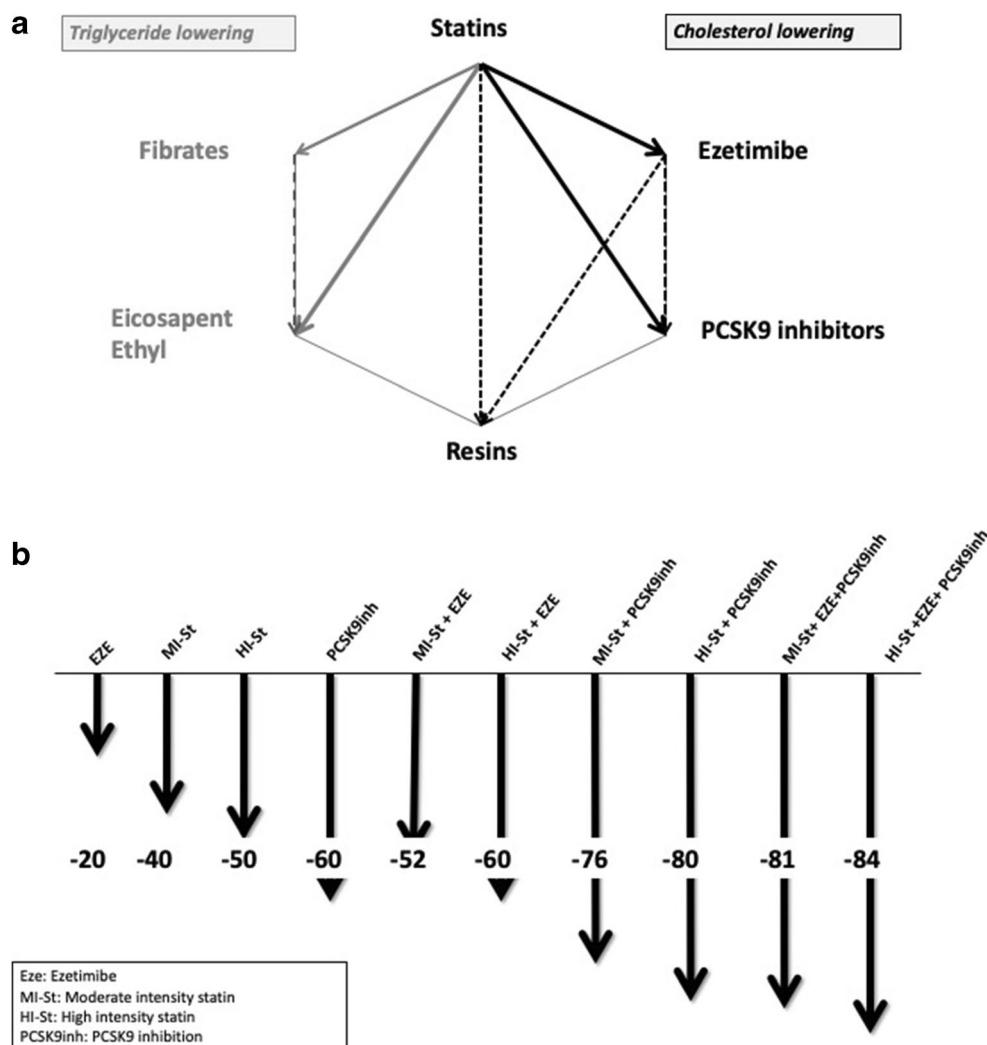 a
Triglyceride lowering
Statins
Cholesterol lowering
Fibrates
Ezetimibe
Eicosapent
Ethyl
PCSK9 inhibitors
Resins
b
EZE
MI-St
HI-St
PCSK9inh
MI-St + EZE
HI-St + EZE
MI-St + PCSK9inh
HI-St + PCSK9inh
MI-St+ EZE+PCSK9inh
HI-St +EZE+ PCSK9inh
-20 -40 -50 -60 -52 -60 -76 -80 -81 -84
Eze: Ezetimibe
MI-St: Moderate intensity statin
HI-St: High intensity statin
PCSK9inh: PCSK9 inhibition